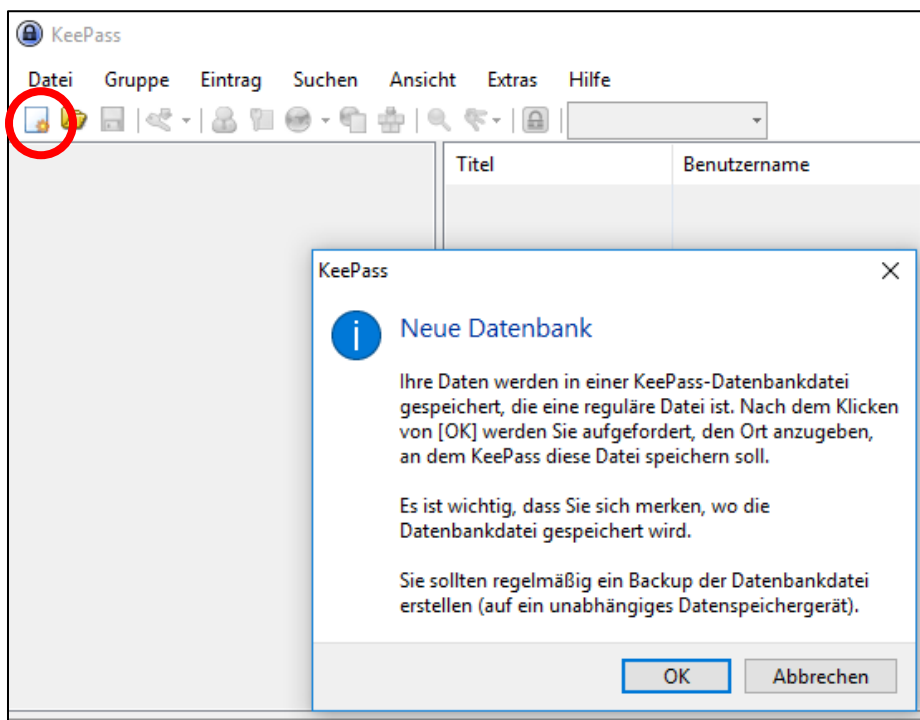 KeePass
Datei Gruppe Eintrag Suchen Ansicht Extras Hilfe
Titel Benutzername
KeePass
Neue Datenbank
Ihre Daten werden in einer KeePass-Datenbankdatei
gespeichert, die eine reguläre Datei ist. Nach dem Klicken
von [OK] werden Sie aufgefordert, den Ort anzugeben,
an dem KeePass diese Datei speichern soll.
Es ist wichtig, dass Sie sich merken, wo die
Datenbankdatei gespeichert wird.
Sie sollten regelmäßig ein Backup der Datenbankdatei
erstellen (auf ein unabhängiges Datenspeichergerät).
OK Abbrechen